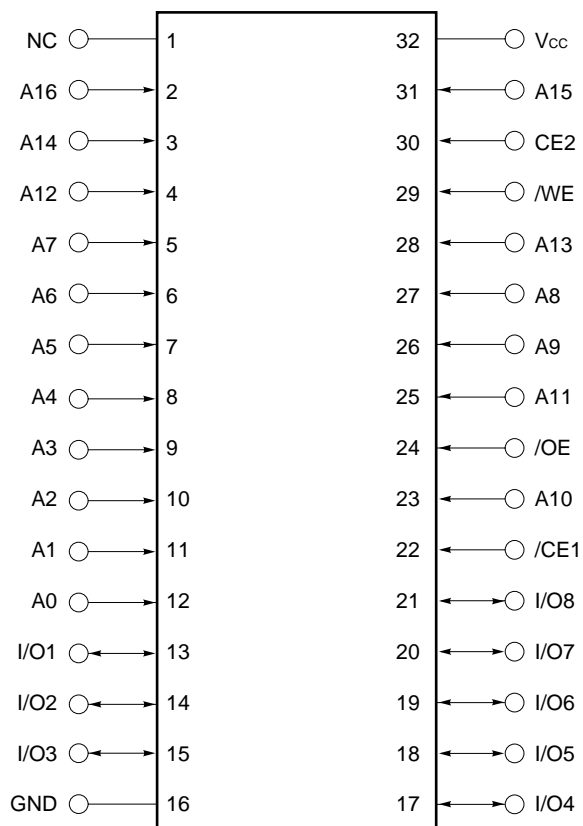 NC 1 32 Vcc
A16 2 31 A15
A14 3 30 CE2
A12 4 29 /WE
A7 5 28 A13
A6 6 27 A8
A5 7 26 A9
A4 8 25 A11
A3 9 24 /OE
A2 10 23 A10
A1 11 22 /CE1
A0 12 21 I/O8
I/O1 13 20 I/O7
I/O2 14 19 I/O6
I/O3 15 18 I/O5
GND 16 17 I/O4